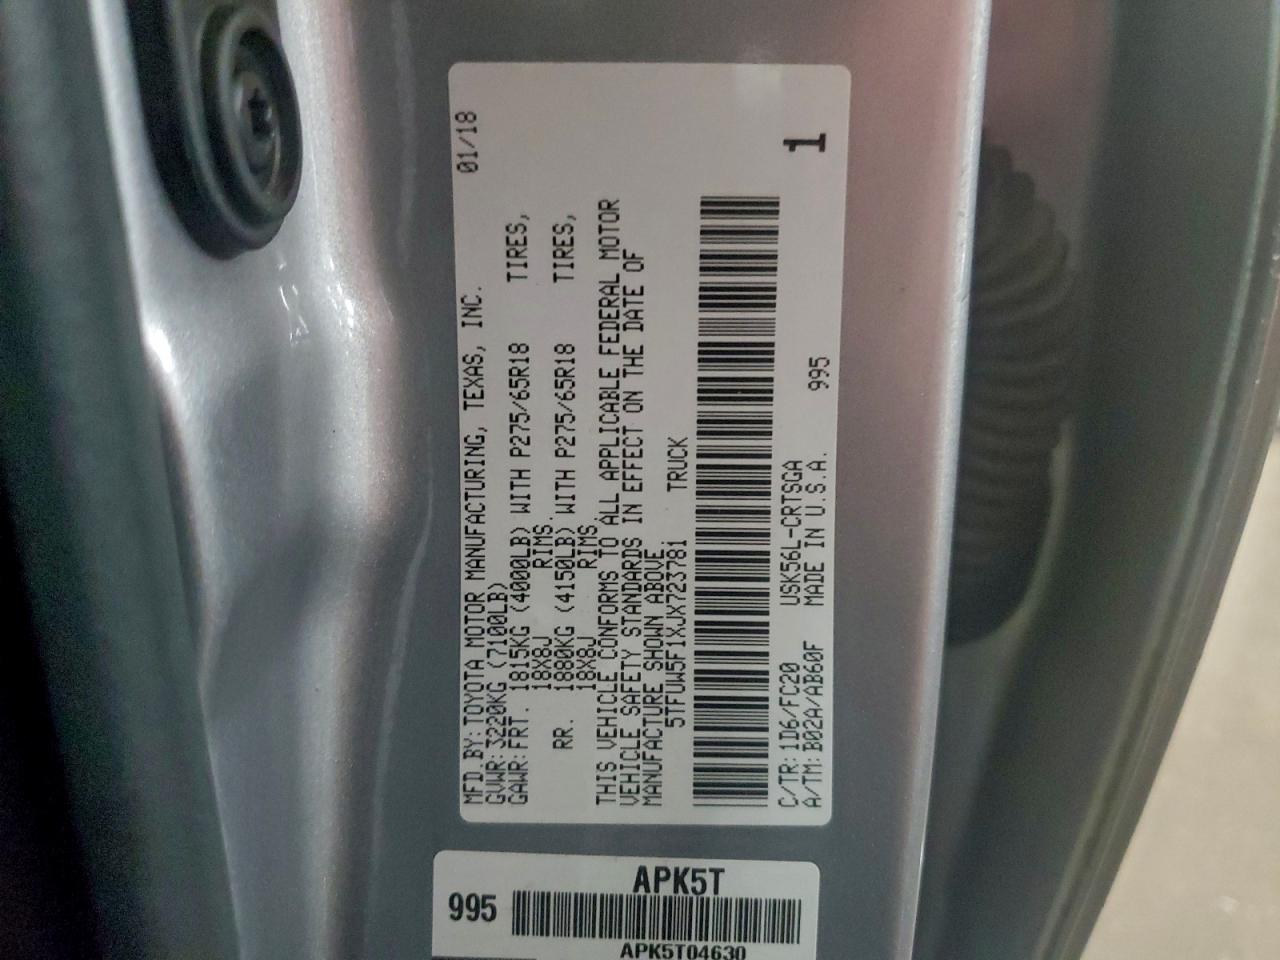 01/18
MFD.BY: TOYOTA MOTOR MANUFACTURING, TEXAS, INC.
GVWR: 3220KG (7100LB)
GAWR: FRT. 1815KG (4000LB) WITH P275/65R18 TIRES,
18X8J RIMS.
RR. 1880KG (4150LB) WITH P275/65R18 TIRES,
18X8J RIMS.
THIS VEHICLE CONFORMS TO ALL APPLICABLE FEDERAL MOTOR
VEHICLE SAFETY STANDARDS IN EFFECT ON THE DATE OF
MANUFACTURE SHOWN ABOVE.
5TFUW5F1XJX723781 TRUCK
1
C/TR: 1D6/FC20 USK56L-CRTSGA 995
A/TM: B02A/AB60F MADE IN U.S.A.
APK5T
995
APK5T04630